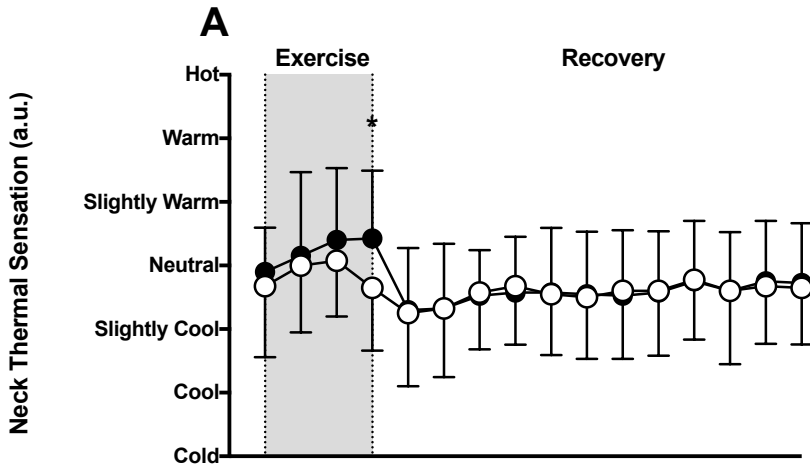 A
Exercise
Recovery
Neck Thermal Sensation (a.u.)
Hot
Warm
Slightly Warm
Neutral
Slightly Cool
Cool
Cold
*